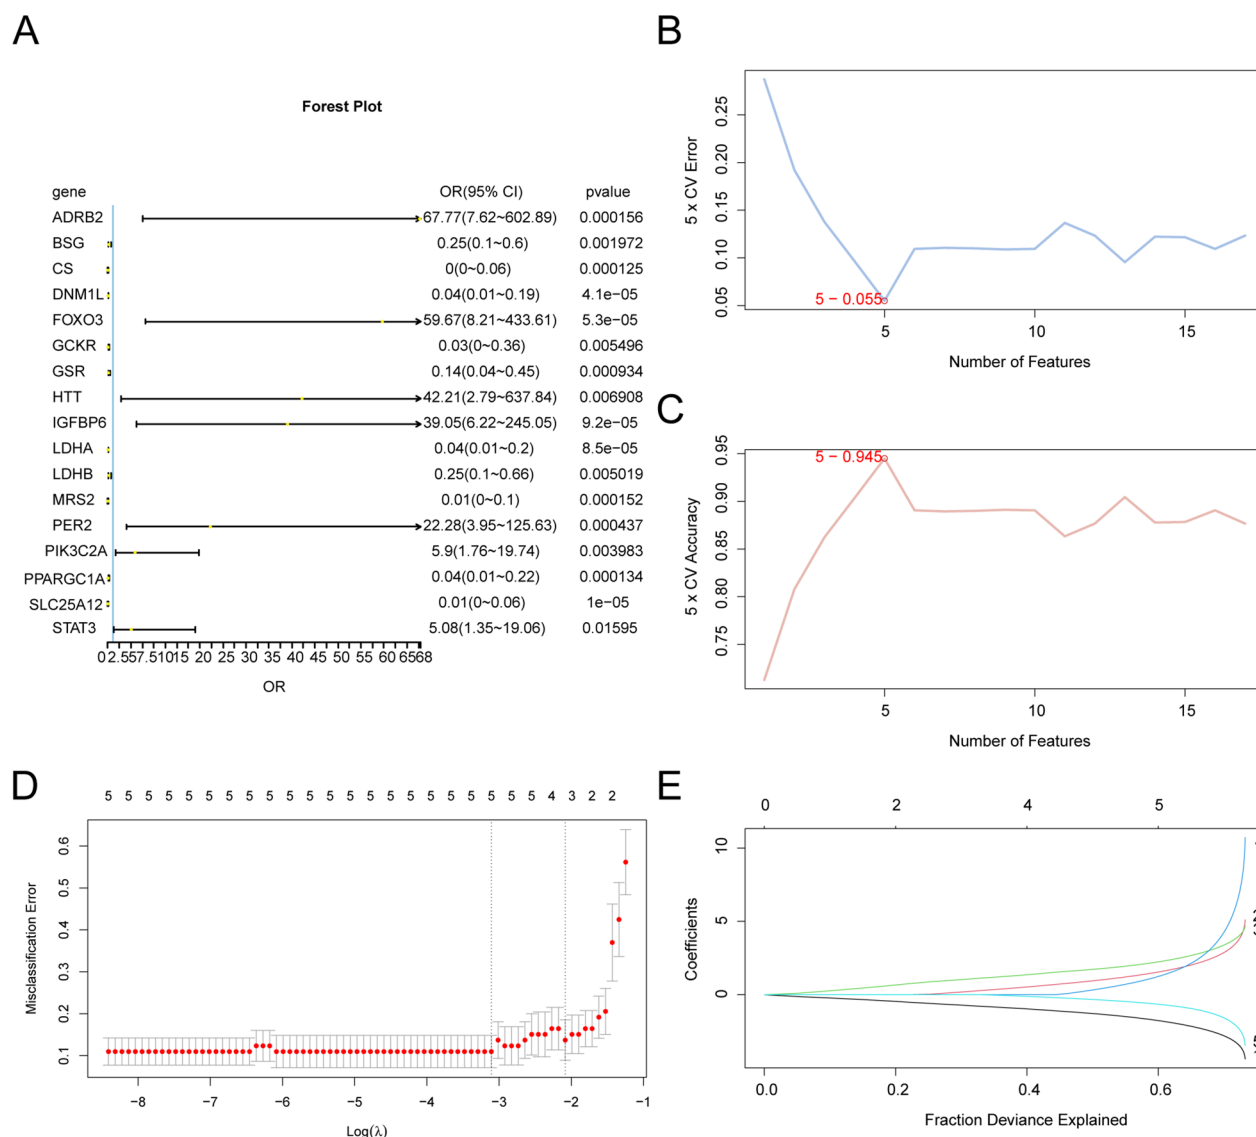 A
Forest Plot
gene OR(95% CI) pvalue
ADRB2 67.77(7.62~602.89) 0.000156
BSG 0.25(0.1~0.6) 0.001972
CS 0(0~0.06) 0.000125
DNM1L 0.04(0.01~0.19) 4.1e−05
FOXO3 59.67(8.21~433.61) 5.3e−05
GCKR 0.03(0~0.36) 0.005496
GSR 0.14(0.04~0.45) 0.000934
HTT 42.21(2.79~637.84) 0.006908
IGFBP6 39.05(6.22~245.05) 9.2e−05
LDHA 0.04(0.01~0.2) 8.5e−05
LDHB 0.25(0.1~0.66) 0.005019
MRS2 0.01(0~0.1) 0.000152
PER2 22.28(3.95~125.63) 0.000437
PIK3C2A 5.9(1.76~19.74) 0.003983
PPARGC1A 0.04(0.01~0.22) 0.000134
SLC25A12 0.01(0~0.06) 1e−05
STAT3 5.08(1.35~19.06) 0.01595
0 2.5 5 7.5 10 15 20 25 30 35 42 45 50 55 60 65 68
OR
B
5 x CV Error
0.25
0.20
0.15
0.10
0.05
5 − 0.055
5 10 15
Number of Features
C
5 x CV Accuracy
0.95
0.90
0.85
0.80
0.75
5 − 0.945
5 10 15
Number of Features
D
5 5 5 5 5 5 5 5 5 5 5 5 5 5 5 5 5 5 5 5 5 5 4 3 2 2
Misclassification Error
0.6
0.5
0.4
0.3
0.2
0.1
−8 −7 −6 −5 −4 −3 −2 −1
Log(λ)
E
0 2 4 5
Coefficients
10
5
0
0.0 0.2 0.4 0.6
Fraction Deviance Explained